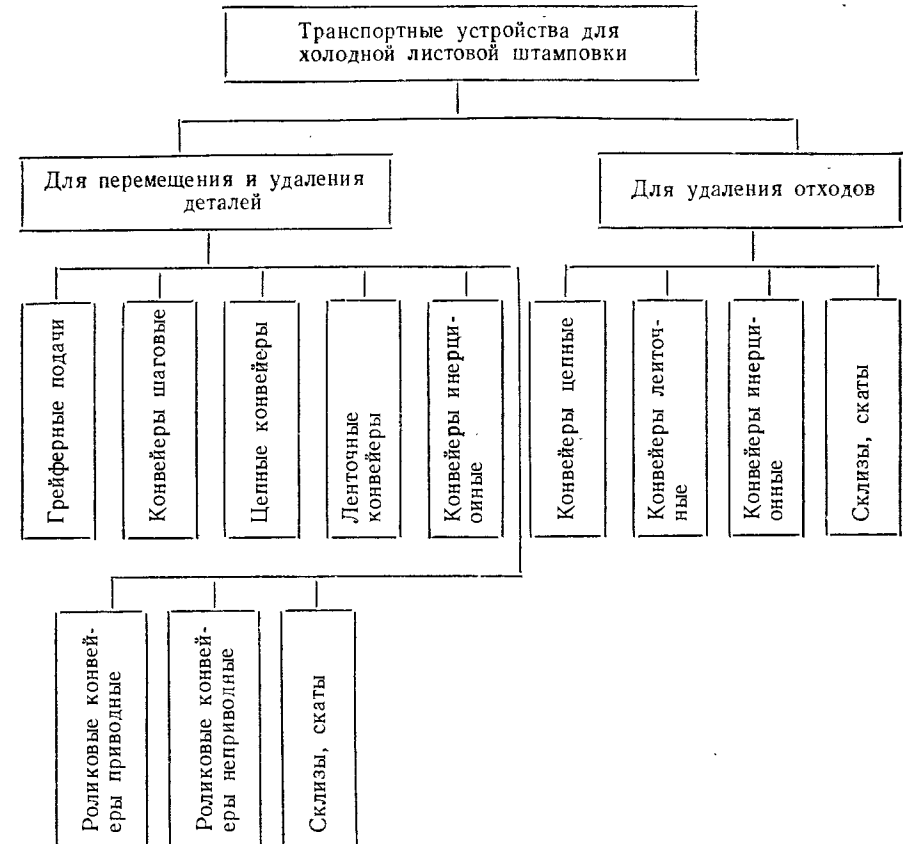 Транспортные устройства для
холодной листовой штамповки
Для перемещения и удаления
деталей
Для удаления отходов
Грейферные подачи
Конвейеры шаговые
Цепные конвейеры
Ленточные
конвейеры
Конвейеры инерци-
оиные
Конвейеры цепные
Конвейеры леиточ-
ные
Конвейеры инерци-
онные
Склизы, скаты
Роликовые конвей-
еры приводные
Роликовые конвей-
еры неприводные
Склизы, скаты